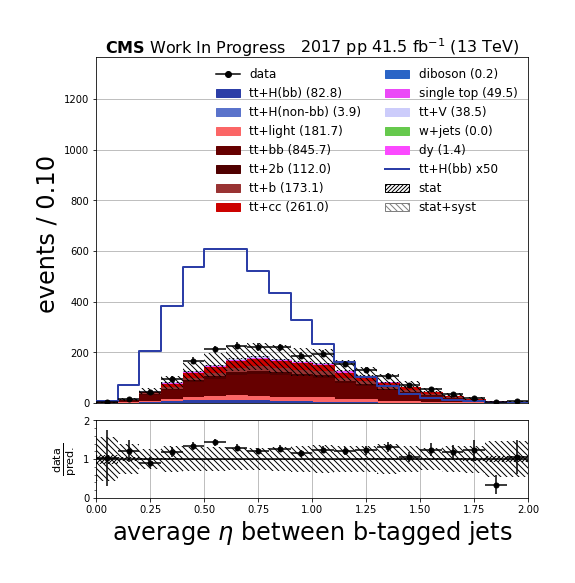 CMS Work In Progress 2017 pp 41.5 fb⁻¹ (13 TeV)
data
tt+H(bb) (82.8)
tt+H(non-bb) (3.9)
tt+light (181.7)
tt+bb (845.7)
tt+2b (112.0)
tt+b (173.1)
tt+cc (261.0)
diboson (0.2)
single top (49.5)
tt+V (38.5)
w+jets (0.0)
dy (1.4)
tt+H(bb) x50
stat
stat+syst
events / 0.10
1200
1000
800
600
400
200
0
data
pred.
2
1
0
0.00 0.25 0.50 0.75 1.00 1.25 1.50 1.75 2.00
average η between b-tagged jets